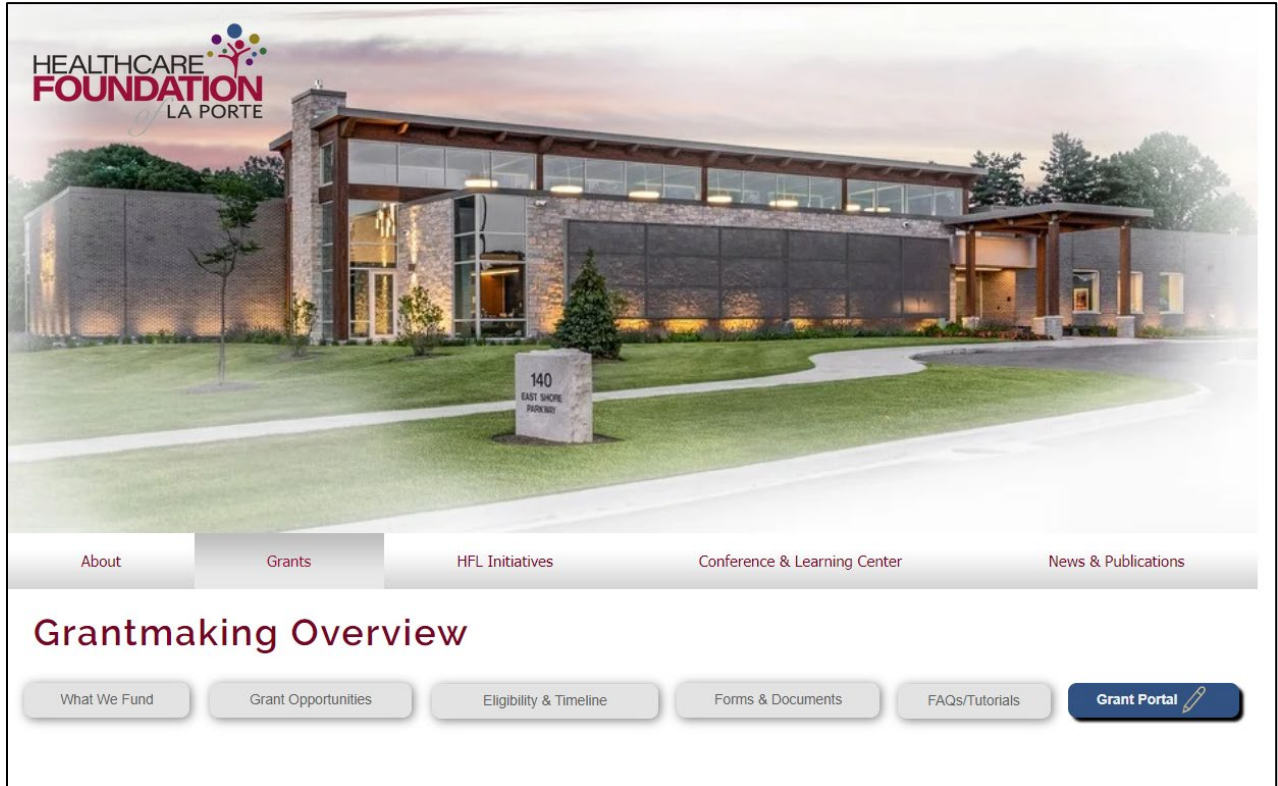 HEALTHCARE
FOUNDATION
of LA PORTE
140
EAST SHORE
PARKWAY
About
Grants
HFL Initiatives
Conference & Learning Center
News & Publications
Grantmaking Overview
What We Fund
Grant Opportunities
Eligibility & Timeline
Forms & Documents
FAQs/Tutorials
Grant Portal